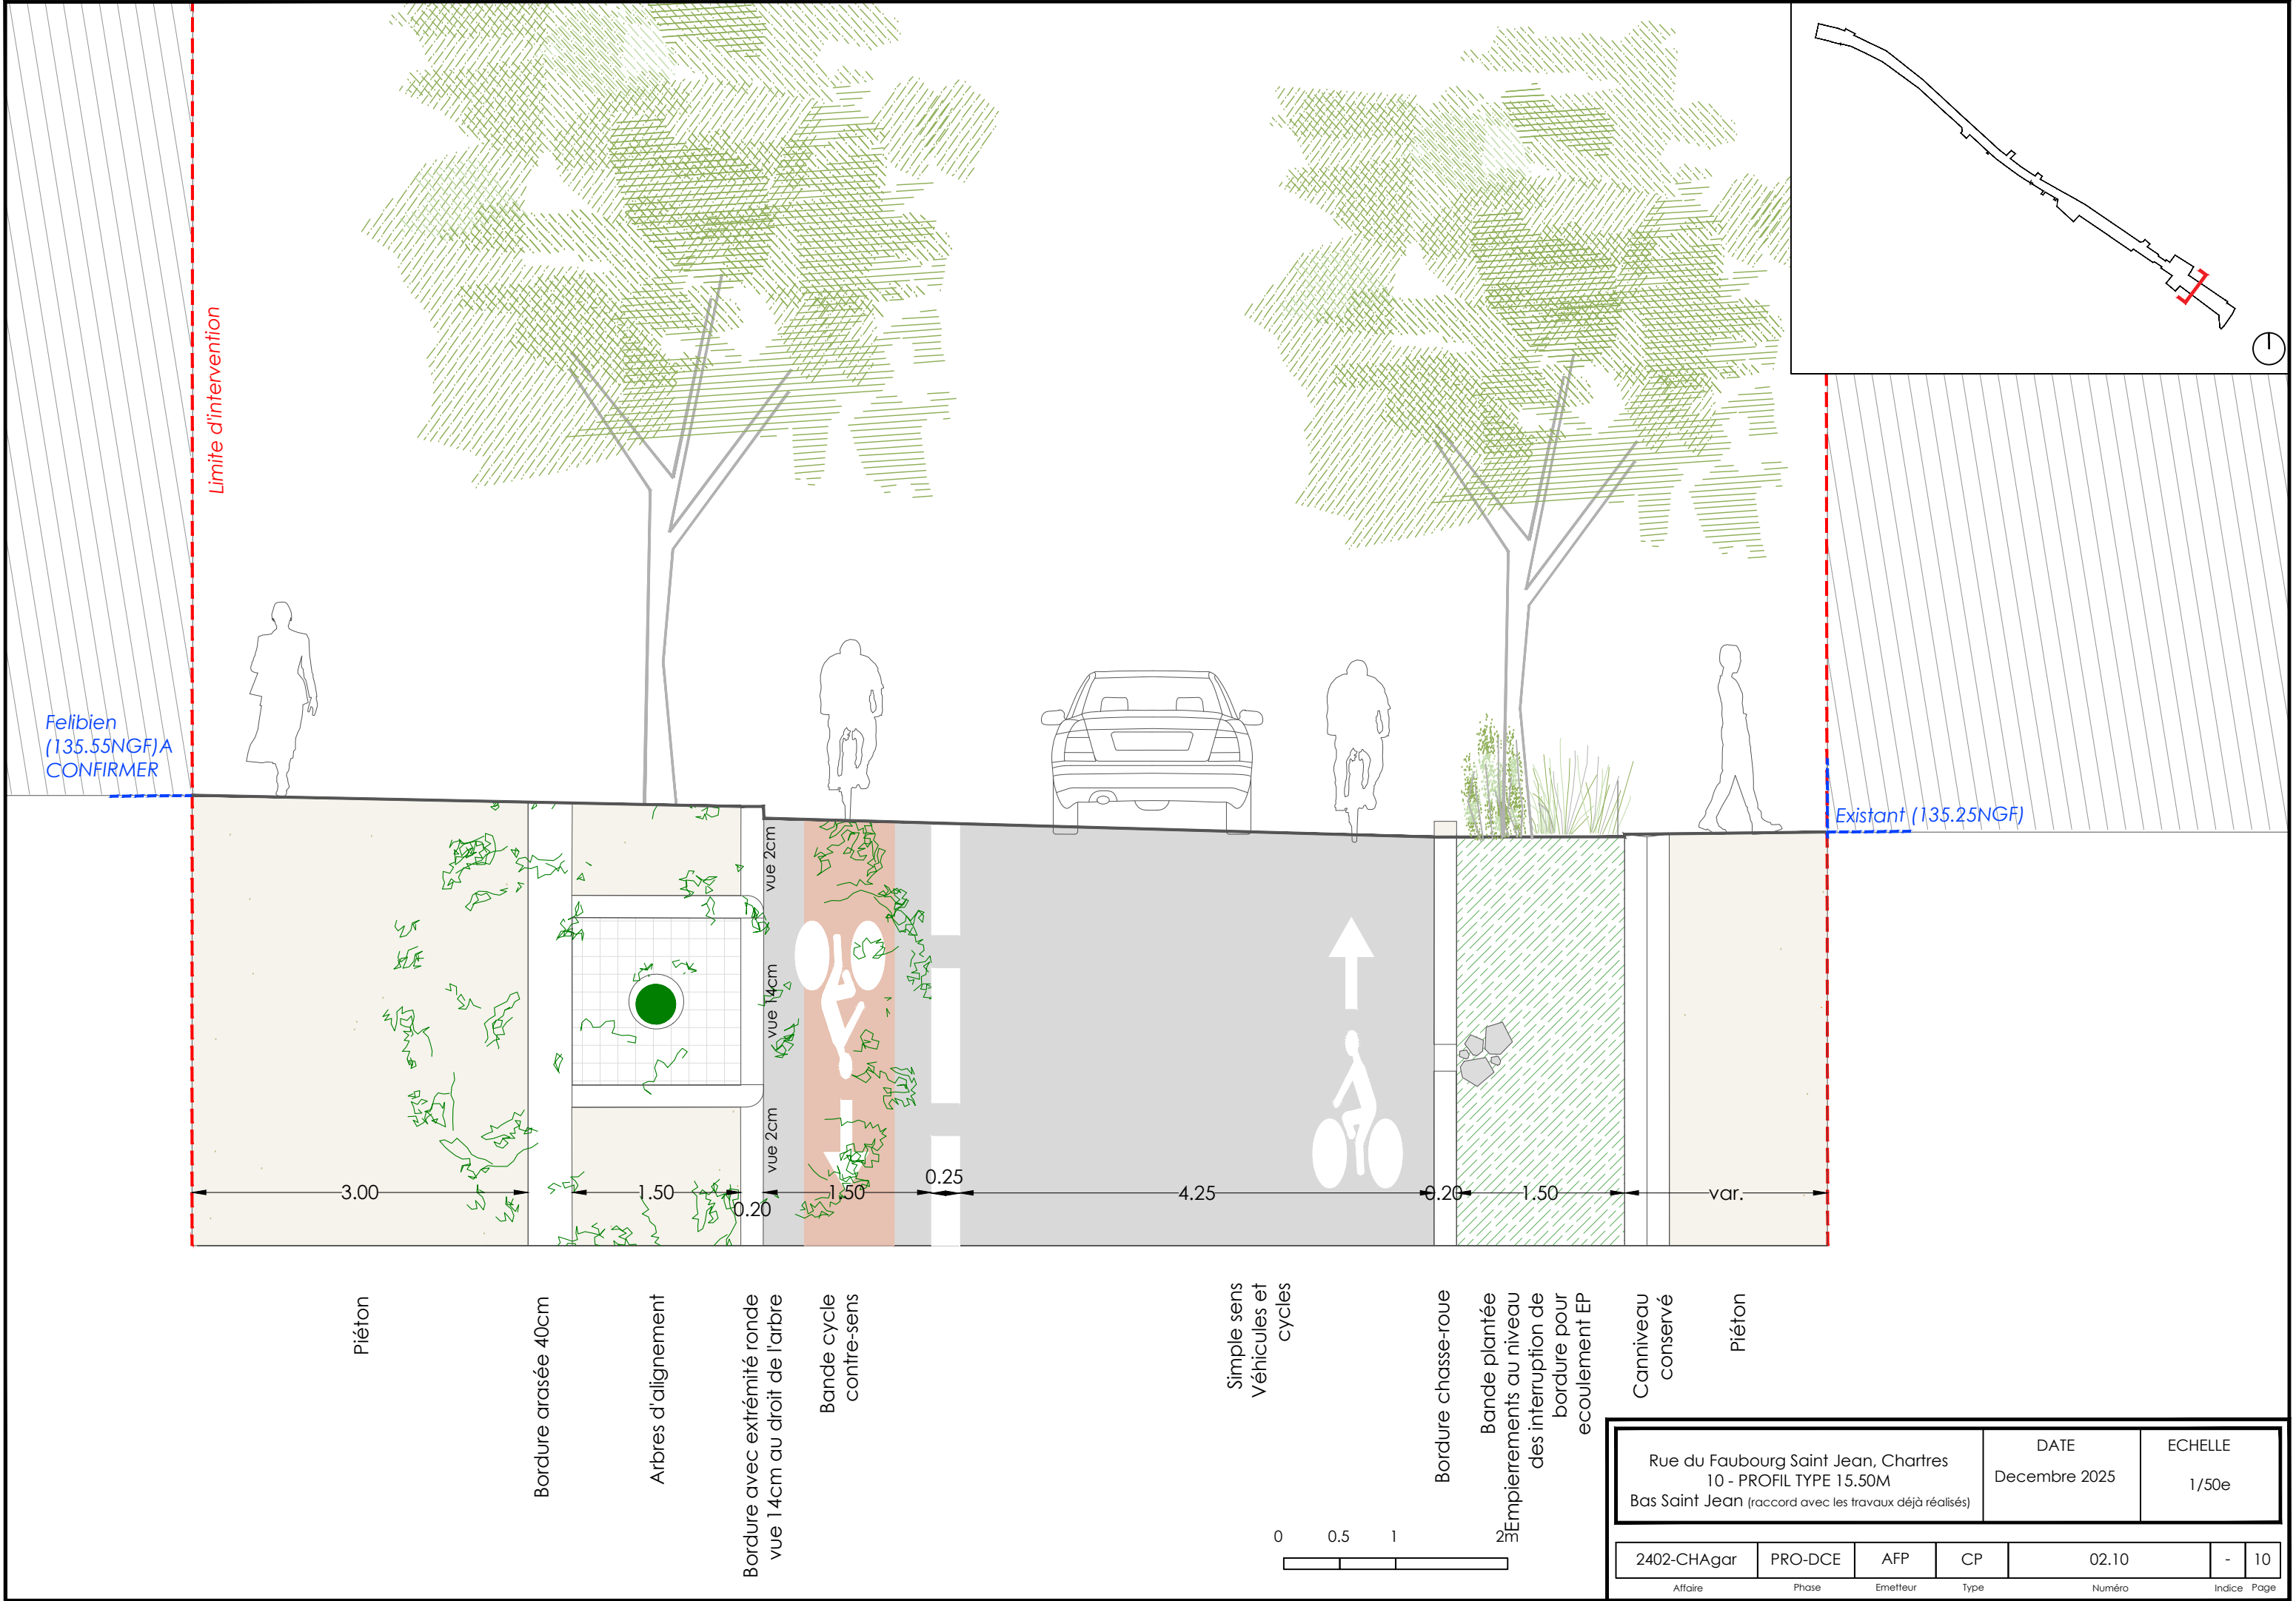 Limite d'intervention
Felibien
(135.55NGF)A
CONFIRMER
Existant (135.25NGF)
vue 2cm
vue 14cm
vue 2cm
3.00
1.50
0.20
1.50
0.25
4.25
0.20
1.50
var.
Piéton
Bordure arasée 40cm
Arbres d'alignement
Bordure avec extrémité ronde
vue 14cm au droit de l'arbre
Bande cycle
contre-sens
Simple sens
Véhicules et
cycles
Bordure chasse-roue
Bande plantée
Empierrements au niveau
des interruption de
bordure pour
ecoulement EP
Canniveau
conservé
Piéton
0 0.5 1 2m
Rue du Faubourg Saint Jean, Chartres
10 - PROFIL TYPE 15.50M
Bas Saint Jean (raccord avec les travaux déjà réalisés)
DATE
Decembre 2025
ECHELLE
1/50e
2402-CHAgar PRO-DCE AFP CP 02.10 - 10
Affaire Phase Emetteur Type Numéro Indice Page